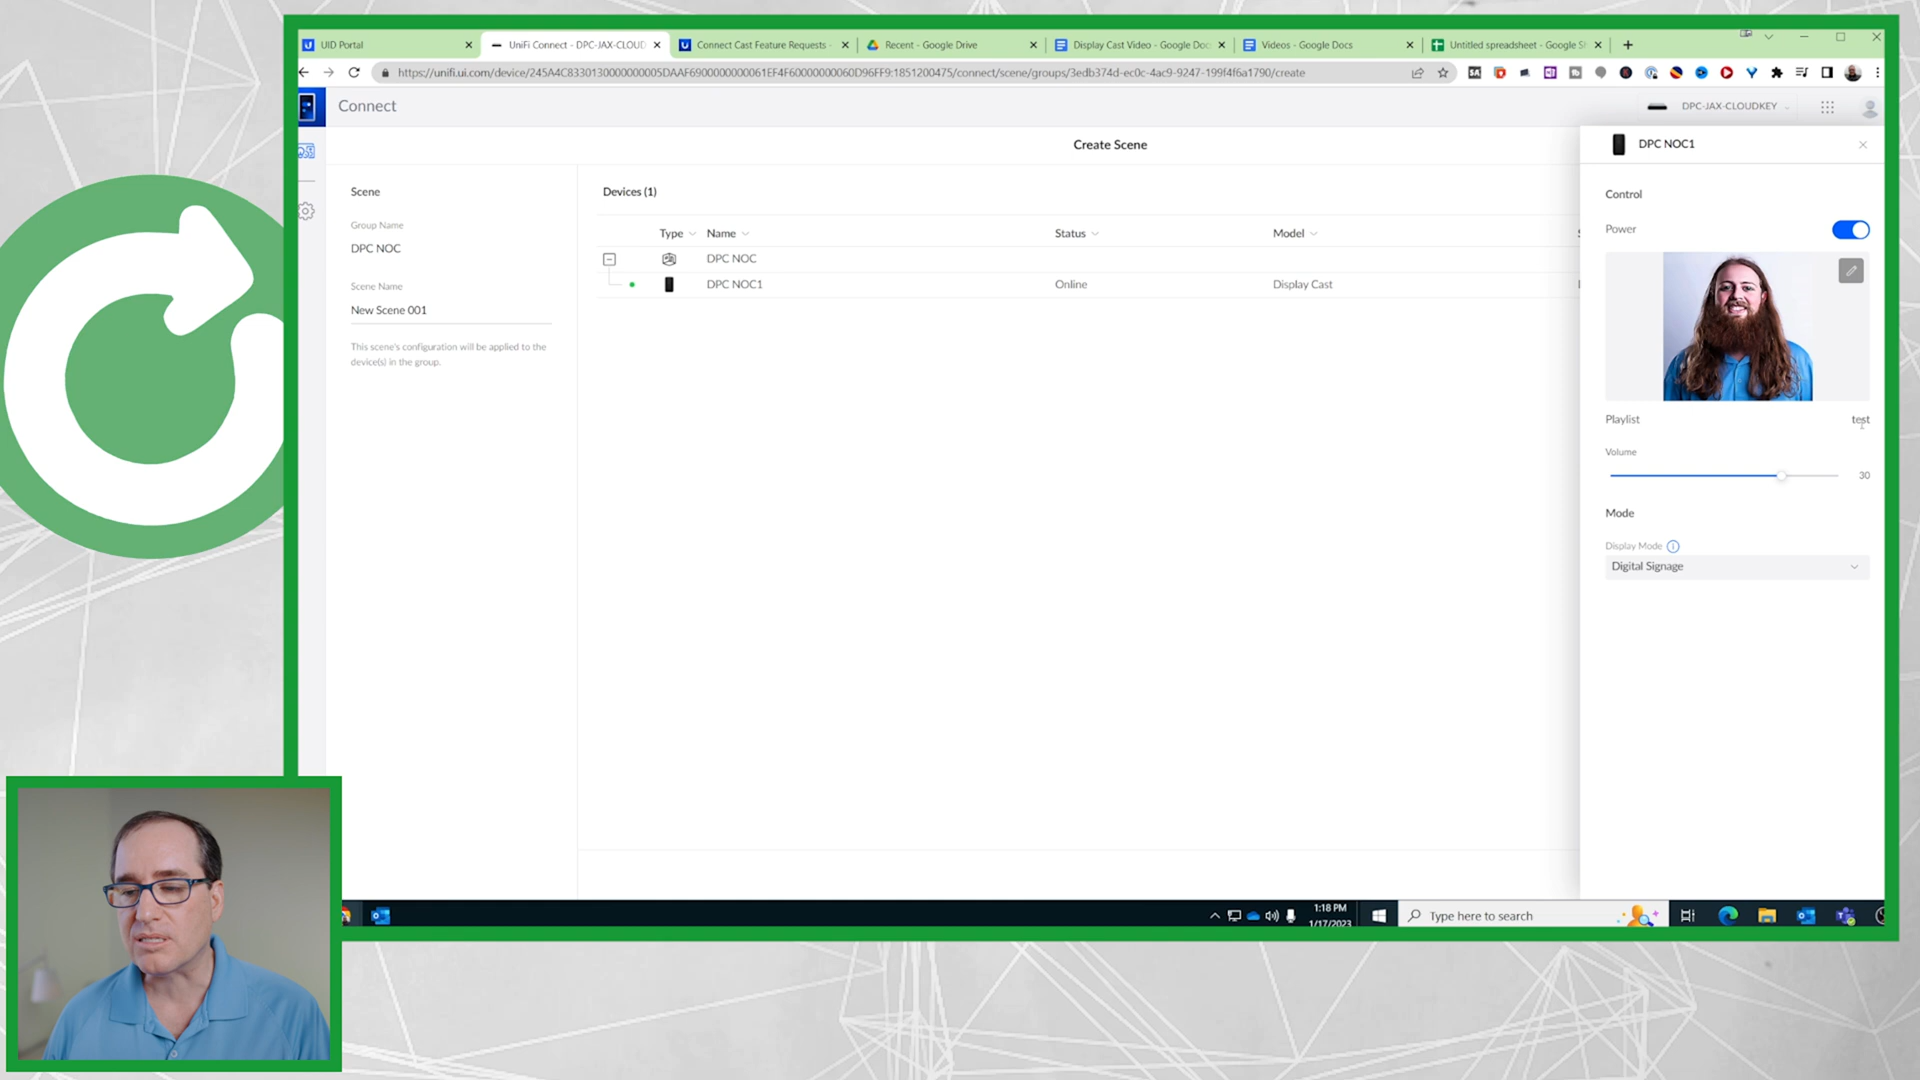 UID Portal
UniFi Connect - DPC-JAX-CLOUD
Connect Cast Feature Requests -
Recent - Google Drive
Display Cast Video - Google Doc
Videos - Google Docs
Untitled spreadsheet - Google S
https://unifi.ui.com/device/245A4C8330130000000005DAAF6900000000061EF4F60000000060D96FF9:1851200475/connect/scene/groups/3edb374d-ec0c-4ac9-9247-199f4f6a1790/create
Connect
DPC-JAX-CLOUDKEY
Create Scene
DPC NOC1
Scene
Devices (1)
Control
Group Name
Type
Name
Status
Model
Power
DPC NOC
DPC NOC
Scene Name
DPC NOC1
Online
Display Cast
New Scene 001
This scene's configuration will be applied to the
device(s) in the group.
Playlist
test
Volume
30
Mode
Display Mode
Digital Signage
1:18 PM
1/17/2023
Type here to search